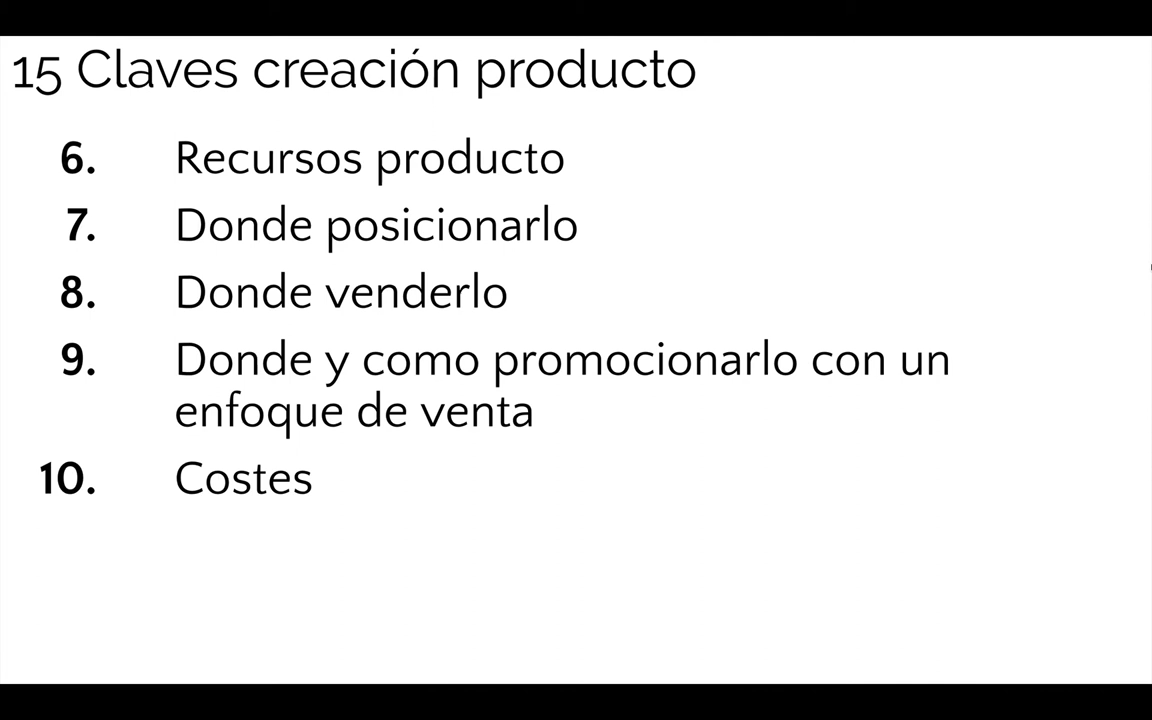 15 Claves creación producto
6. Recursos producto
7. Donde posicionarlo
8. Donde venderlo
9. Donde y como promocionarlo con un
enfoque de venta
10. Costes